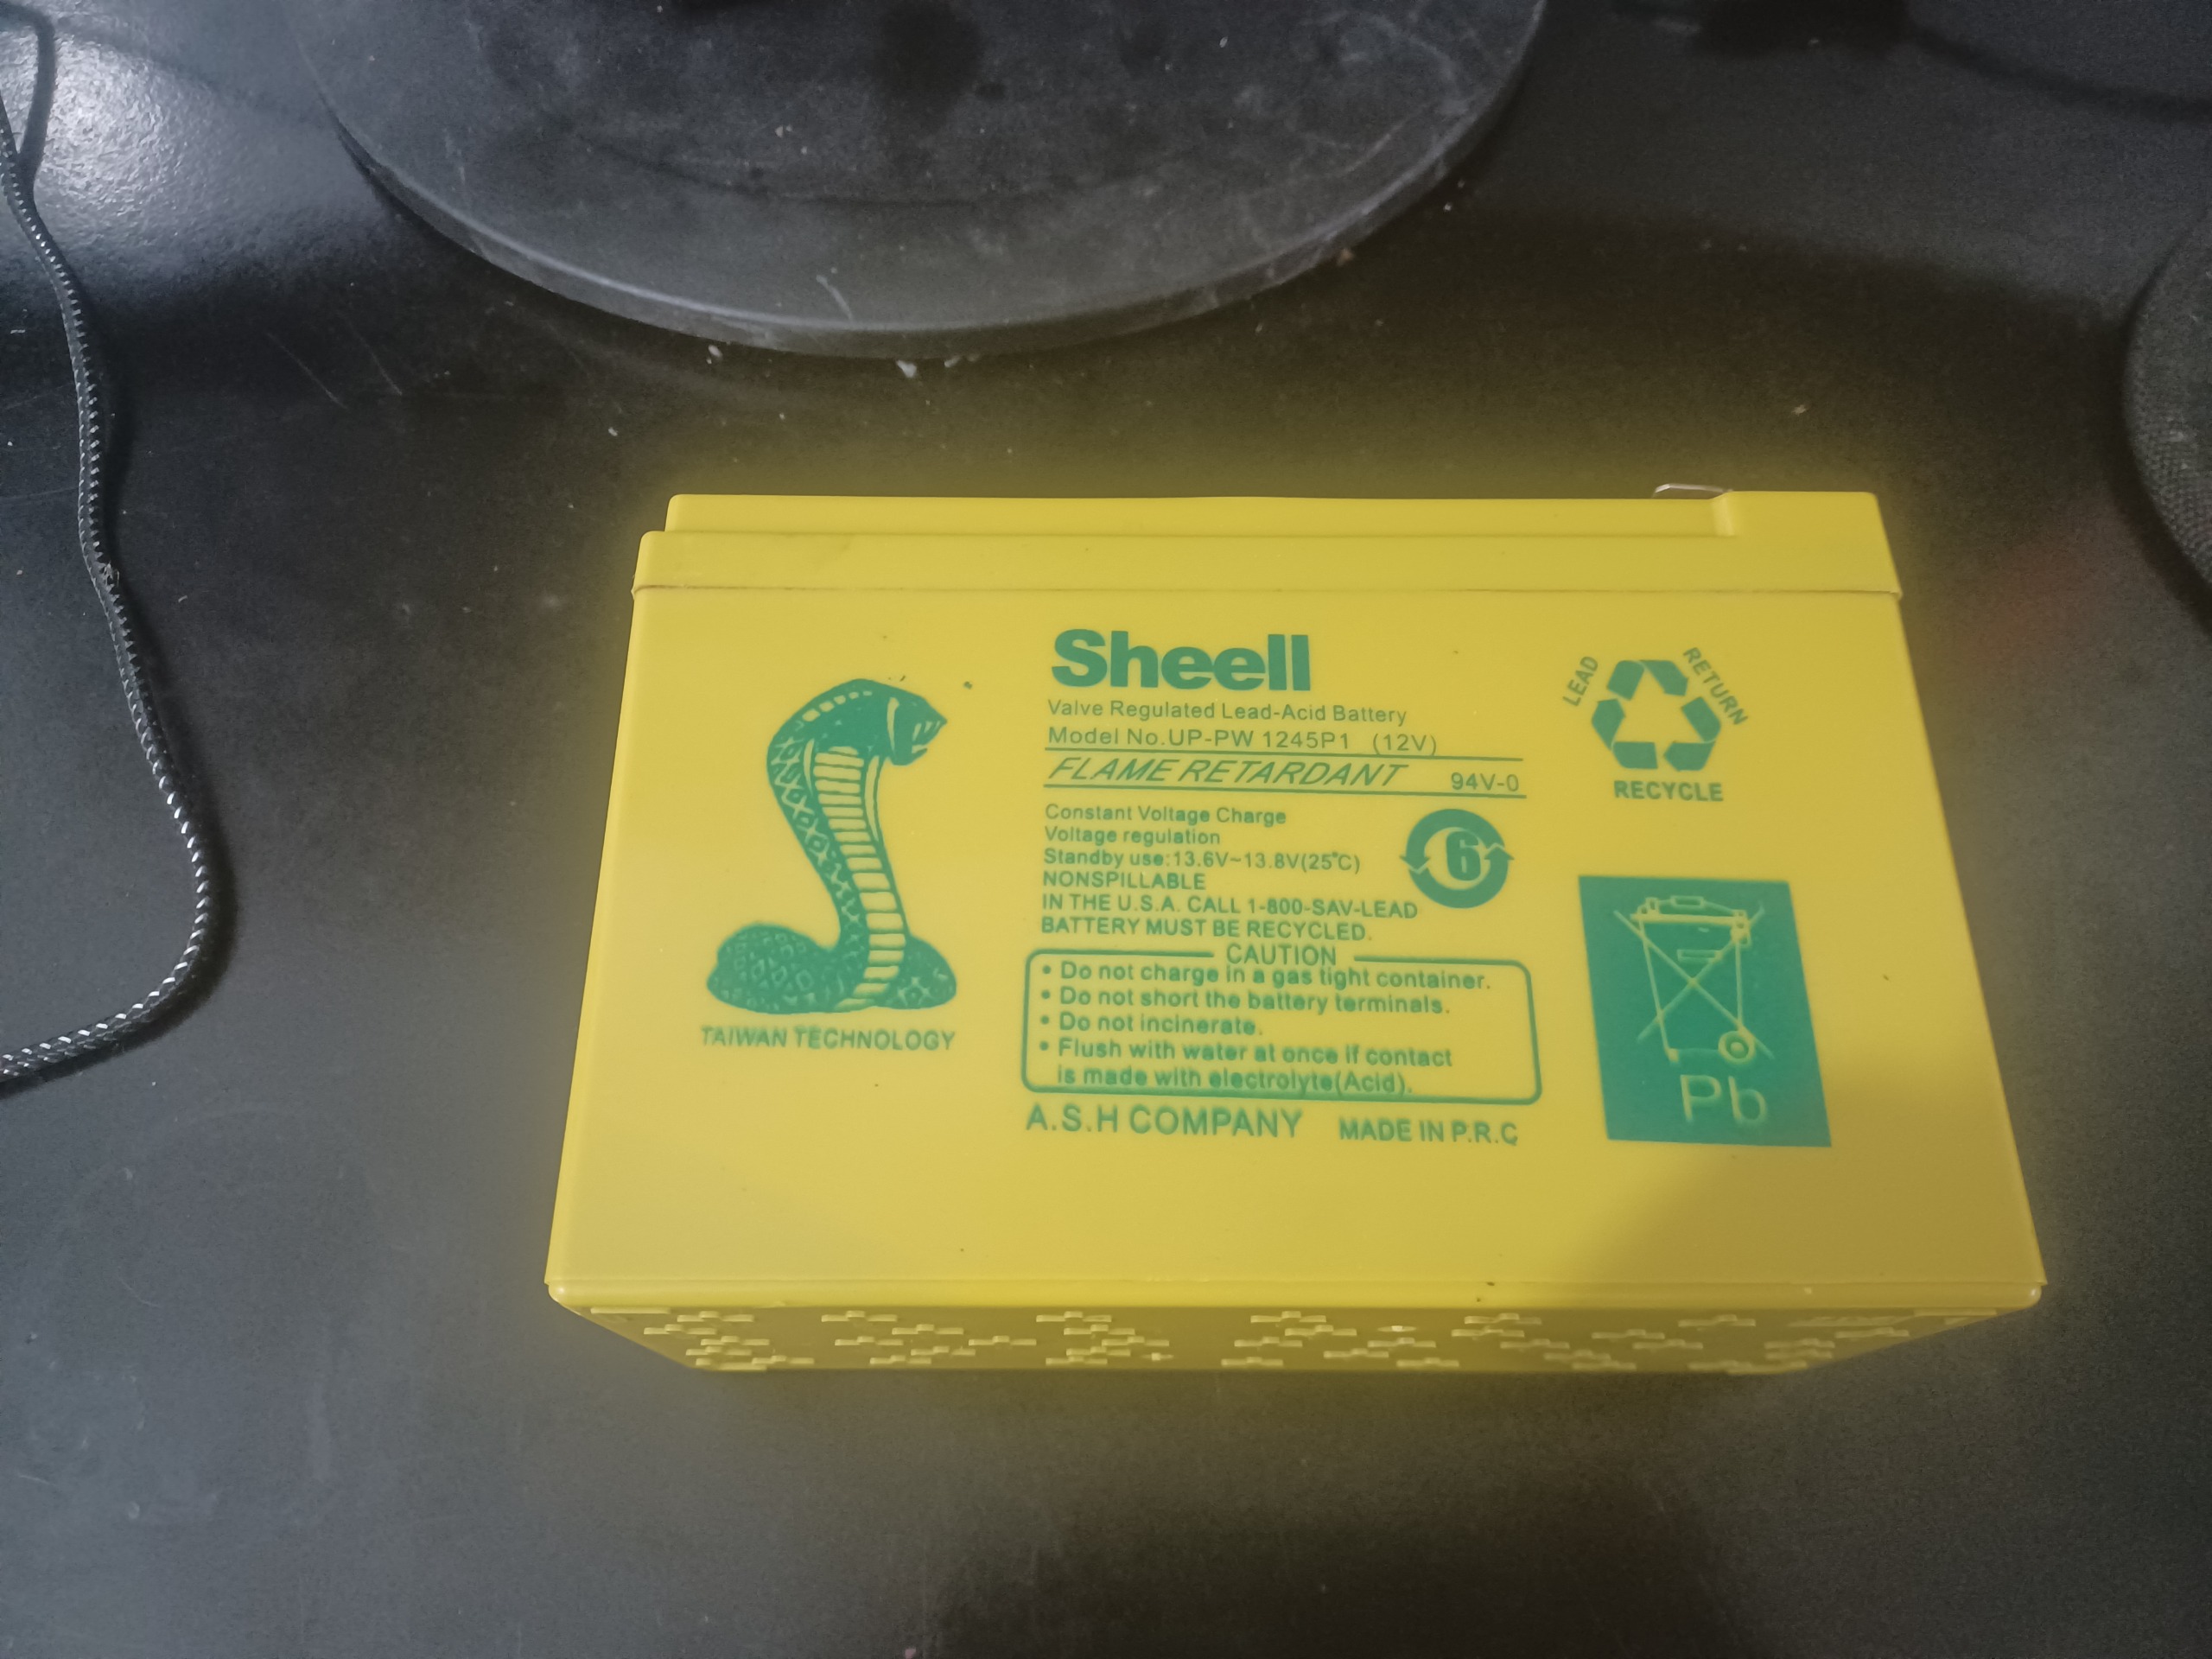 Sheell
Valve Regulated Lead-Acid Battery
Model No.UP-PW 1245P1 (12V)
FLAME RETARDANT 94V-0
Constant Voltage Charge
Voltage regulation
Standby use:13.6V~13.8V(25℃)
NONSPILLABLE
IN THE U.S.A. CALL 1-800-SAV-LEAD
BATTERY MUST BE RECYCLED.
6
CAUTION
• Do not charge in a gas tight container.
• Do not short the battery terminals.
• Do not incinerate.
• Flush with water at once if contact
is made with electrolyte(Acid).
A.S.H COMPANY MADE IN P.R.C
TAIWAN TECHNOLOGY
LEAD
RETURN
RECYCLE
Pb